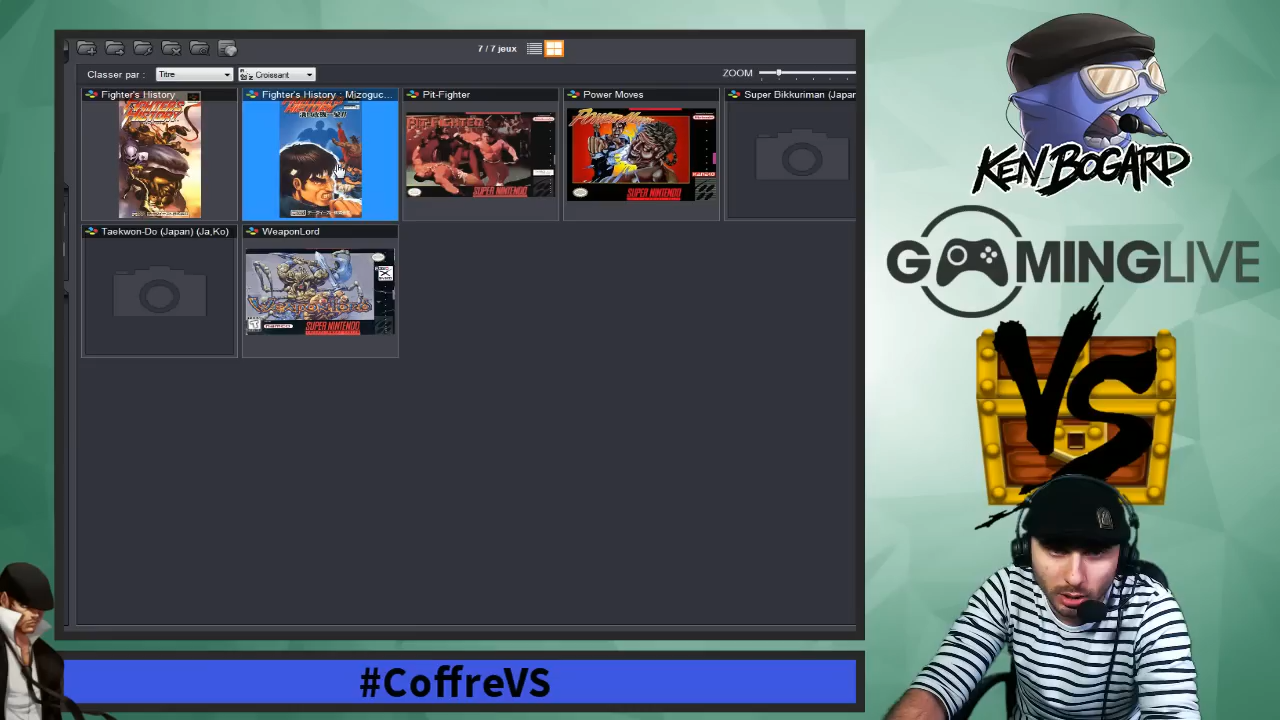 7 / 7 jeux
Classer par : Titre Croissant ZOOM
Fighter's History
Fighter's History : Mizoguc...
Pit-Fighter
Power Moves
Super Bikkuriman (Japan
PIT-FIGHTER
SUPER NINTENDO
SUPER NINTENDO
Taekwon-Do (Japan) (Ja,Ko)
WeaponLord
WEAPONLORD
namco
SUPER NINTENDO
KEN BOGARD
GAMINGLIVE
VS
#CoffreVS